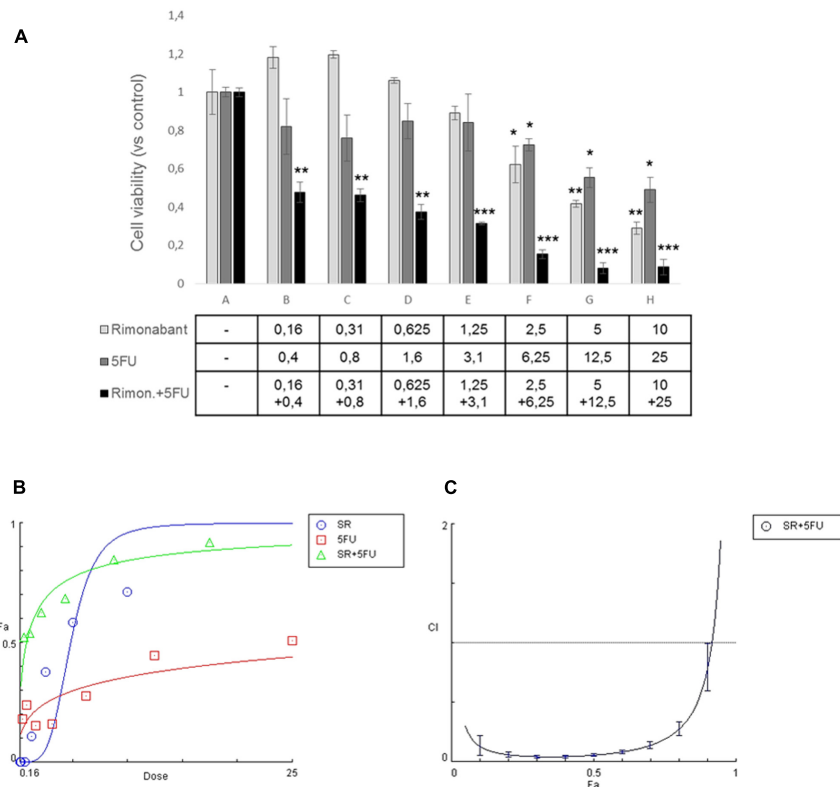 A
Cell viability (vs control)
1,4
1,2
1
0,8
0,6
0,4
0,2
0
** ** ** *** * * *** ** * *** ** * ***
A B C D E F G H
Rimonabant - 0,16 0,31 0,625 1,25 2,5 5 10
5FU - 0,4 0,8 1,6 3,1 6,25 12,5 25
Rimon.+5FU - 0,16 +0,4 0,31 +0,8 0,625 +1,6 1,25 +3,1 2,5 +6,25 5 +12,5 10 +25
B
1
Fa
0.5
0
0.16 Dose 25
SR
5FU
SR+5FU
C
2
CI
0
0 0.5 1
Fa
SR+5FU